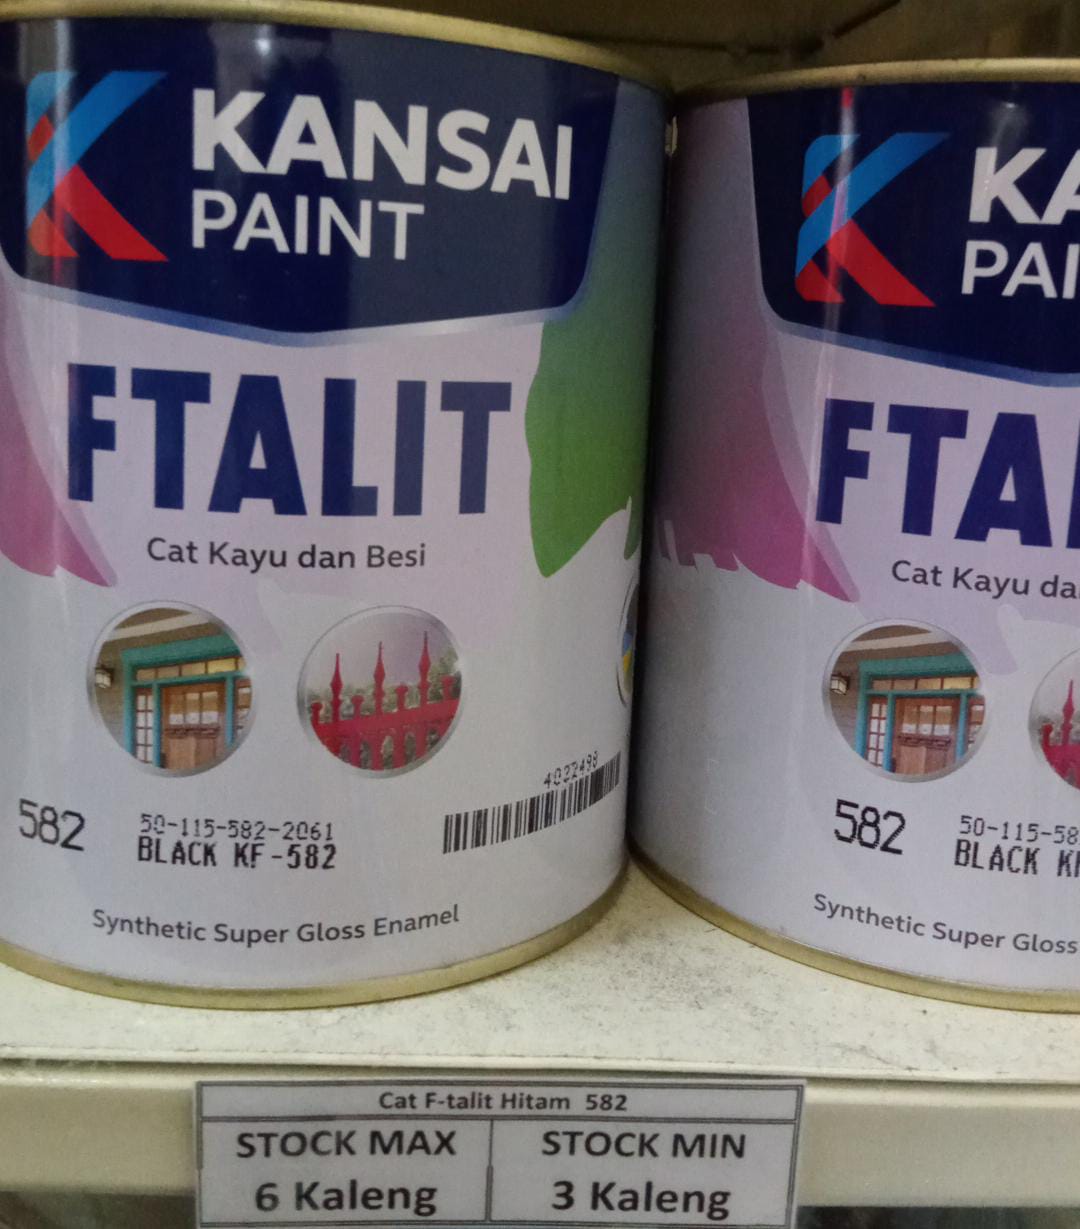 KANSAI
PAINT
FTALIT
Cat Kayu dan Besi
4022498
582
50-115-582-2061
BLACK KF-582
Synthetic Super Gloss Enamel
KA
PAI
FTAL
Cat Kayu da
582
50-115-58
BLACK K
Synthetic Super Gloss
Cat F-talit Hitam 582
STOCK MAX
STOCK MIN
6 Kaleng
3 Kaleng